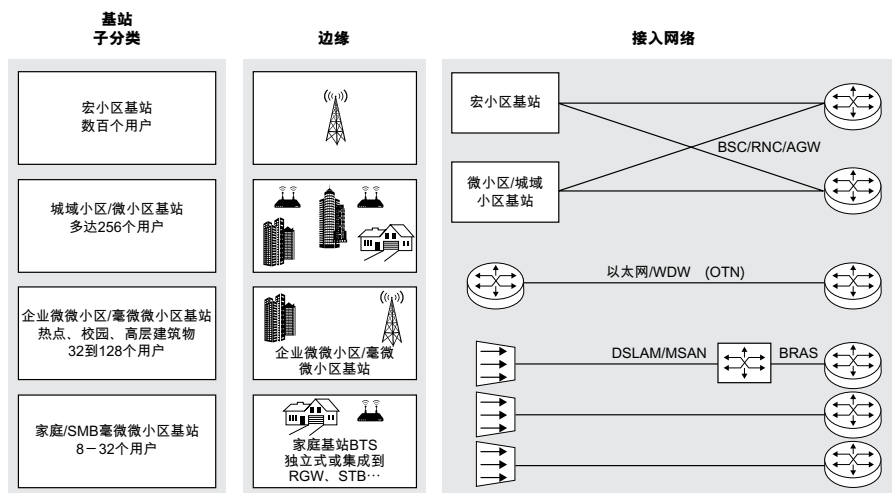 基站
子分类
边缘
接入网络
宏小区基站
数百个用户
城域小区/微小区基站
多达256个用户
企业微微小区/毫微微小区基站
热点、校园、高层建筑物
32到128个用户
家庭/SMB毫微微小区基站
8－32个用户
企业微微小区/毫微
微小区基站
家庭基站BTS
独立式或集成到
RGW、STB…
宏小区基站
BSC/RNC/AGW
微小区/城域
小区基站
以太网/WDW (OTN)
DSLAM/MSAN
BRAS